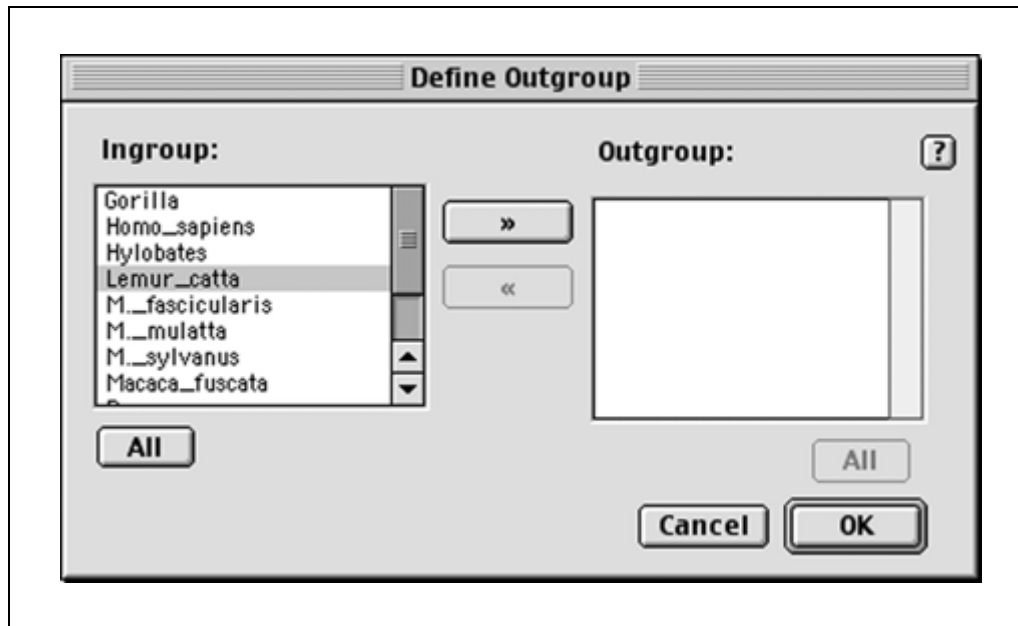 Define Outgroup
Ingroup:
Outgroup:
?
Gorilla
Homo_sapiens
Hylobates
Lemur_catta
M._fascicularis
M._mulatta
M._sylvanus
Macaca_fuscata
»
«
All
All
Cancel
OK